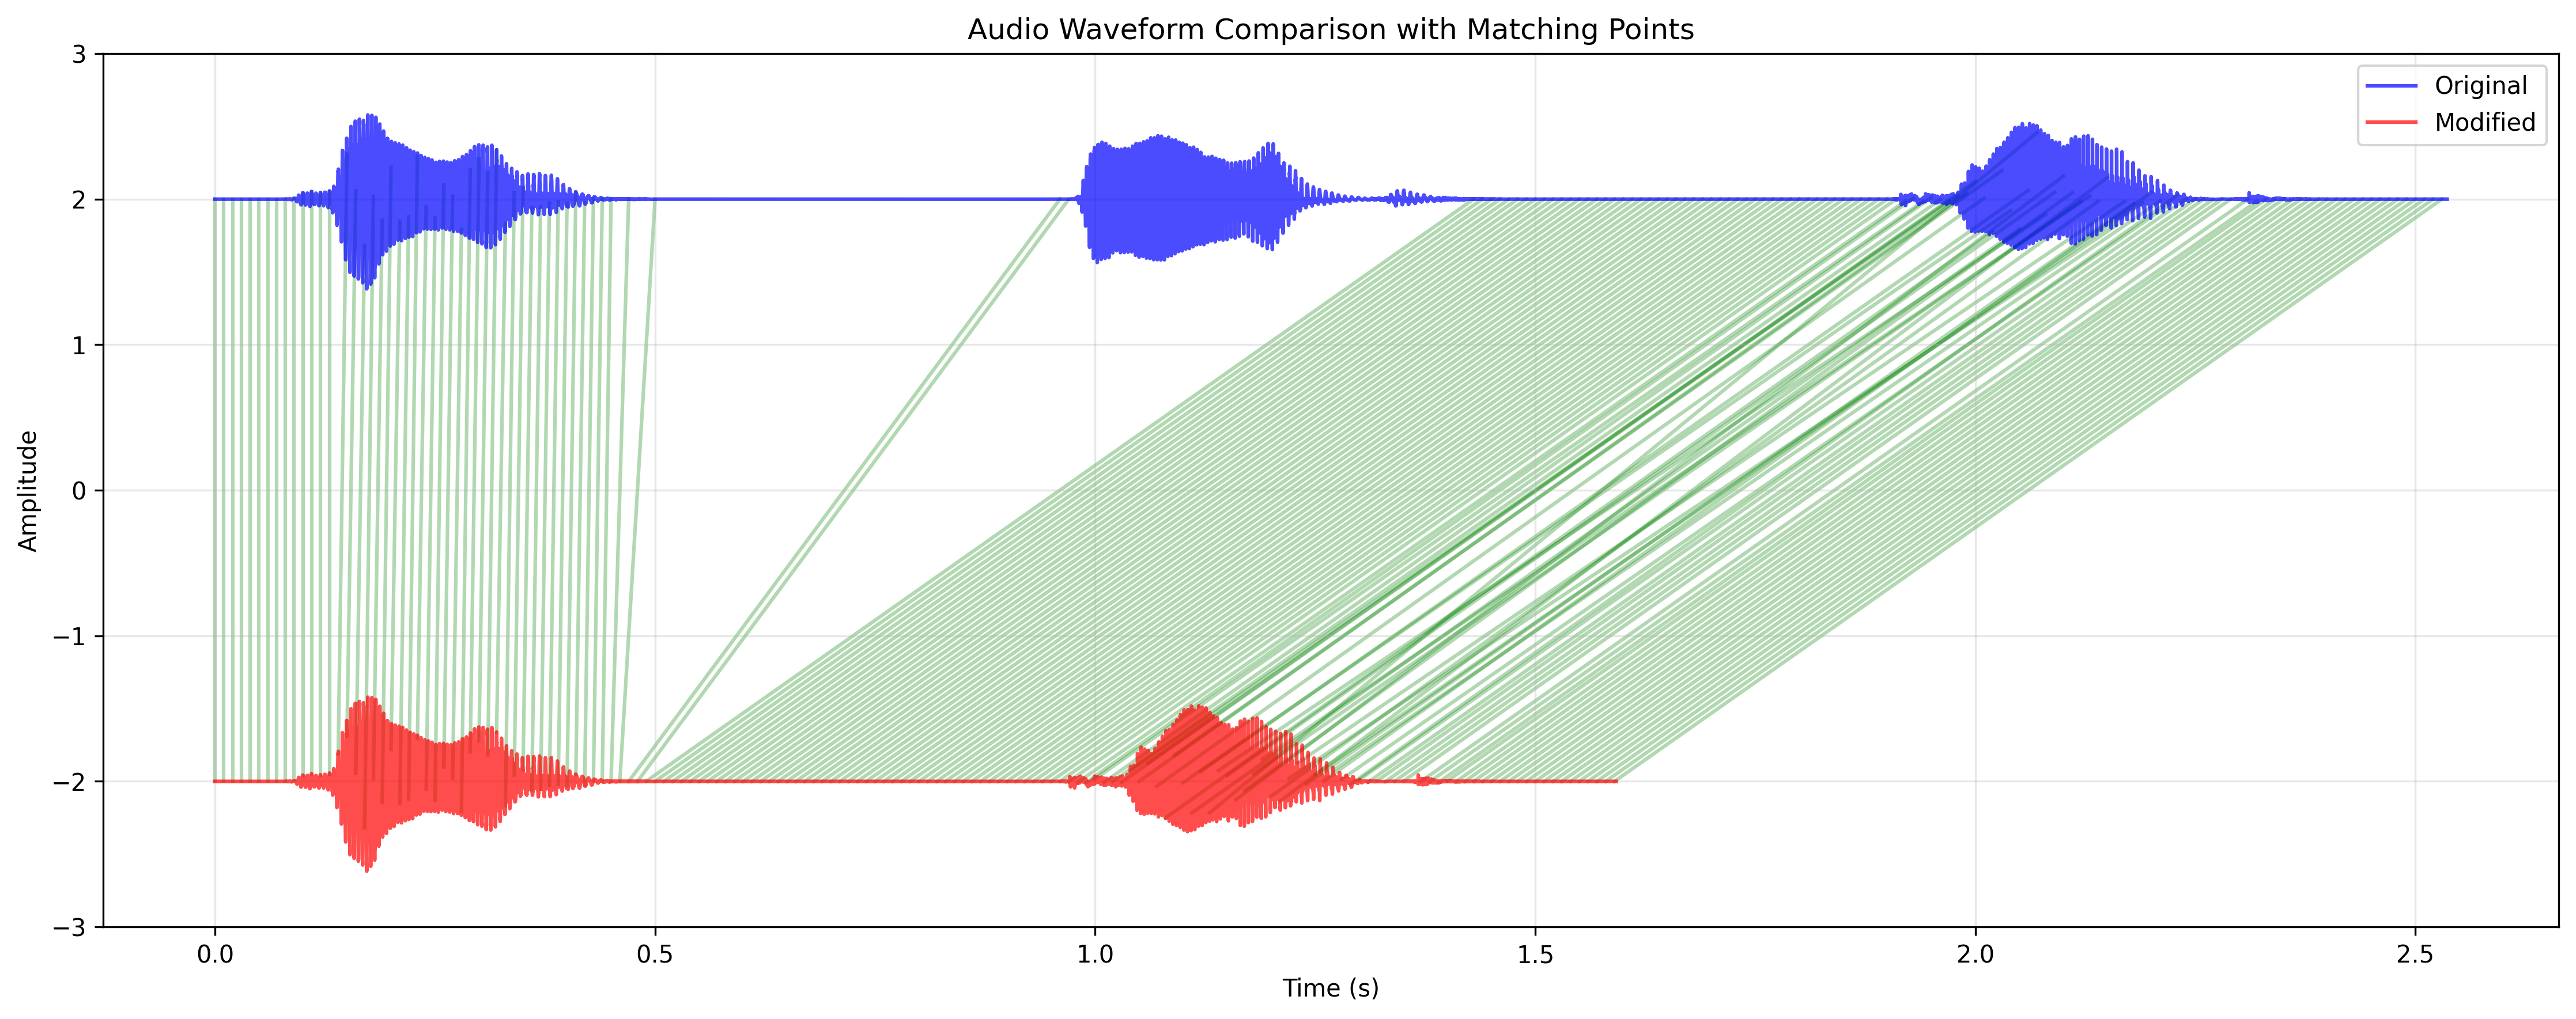 Audio Waveform Comparison with Matching Points
3
2
1
0
−1
−2
−3
Amplitude
Original
Modified
0.0
0.5
1.0
1.5
2.0
2.5
Time (s)